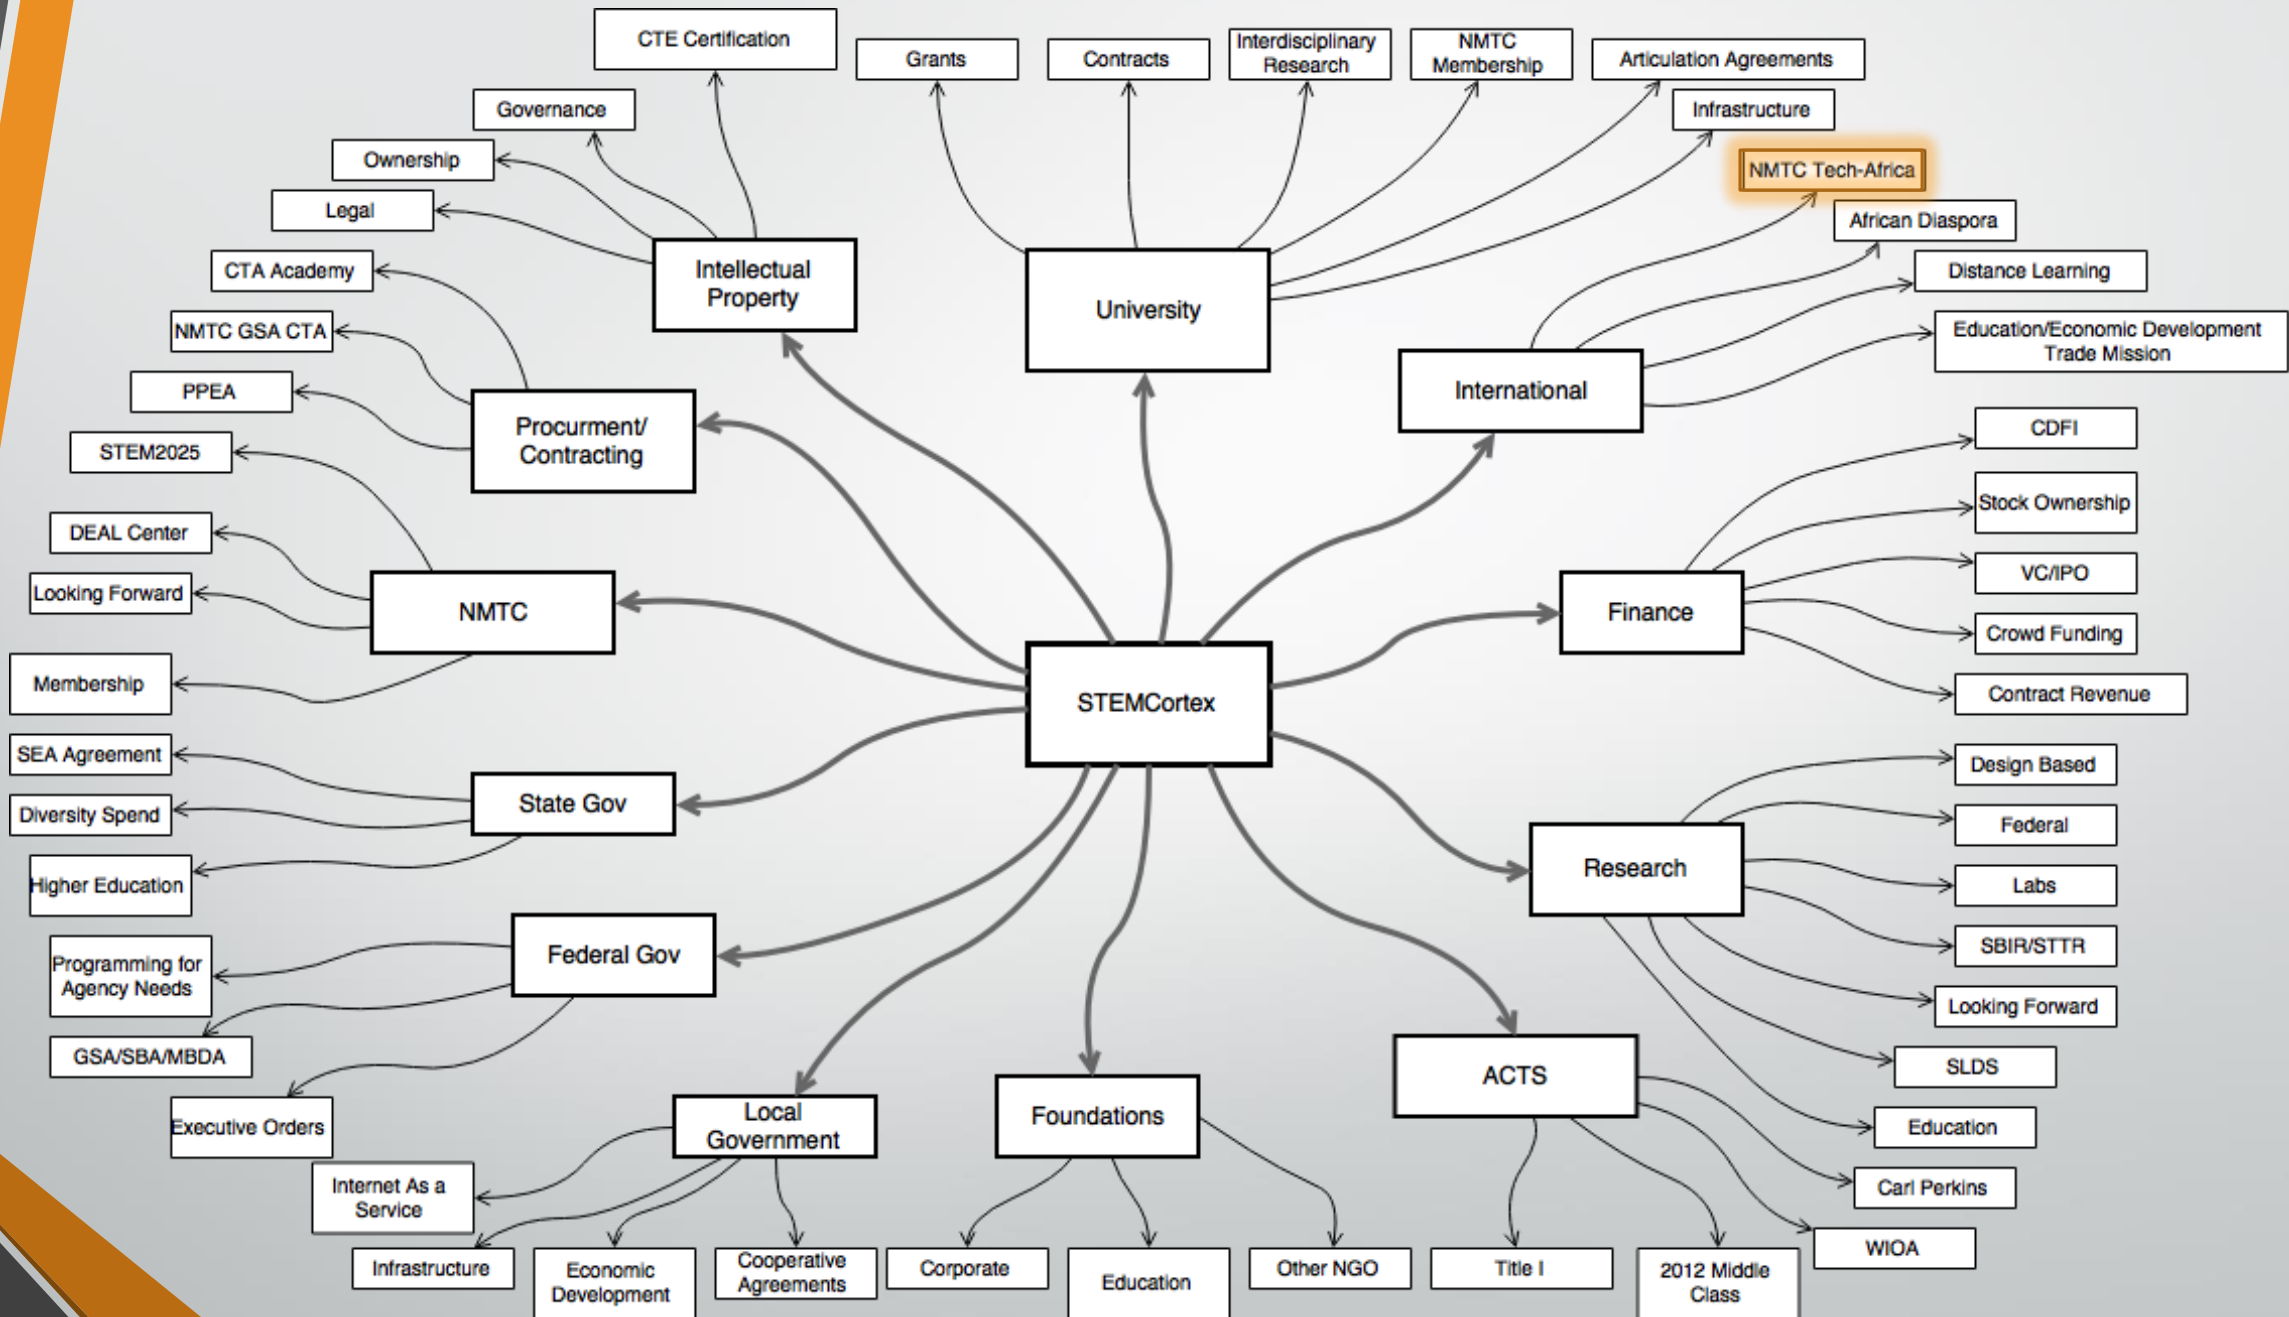 CTE Certification
Grants
Contracts
Interdisciplinary
Research
NMTC
Membership
Articulation Agreements
Governance
Infrastructure
Ownership
NMTC Tech-Africa
Legal
African Diaspora
CTA Academy
Intellectual
Property
University
Distance Learning
NMTC GSA CTA
Education/Economic Development
Trade Mission
PPEA
International
Procurment/
Contracting
CDFI
STEM2025
Stock Ownership
DEAL Center
VC/IPO
Looking Forward
NMTC
Finance
Crowd Funding
Membership
STEMCortex
Contract Revenue
SEA Agreement
Design Based
State Gov
Diversity Spend
Federal
Research
Higher Education
Labs
Federal Gov
SBIR/STTR
Programming for
Agency Needs
Looking Forward
GSA/SBA/MBDA
SLDS
ACTS
Executive Orders
Local
Government
Foundations
Education
Internet As a
Service
Carl Perkins
WIOA
Infrastructure
Economic
Development
Cooperative
Agreements
Corporate
Education
Other NGO
Title I
2012 Middle
Class